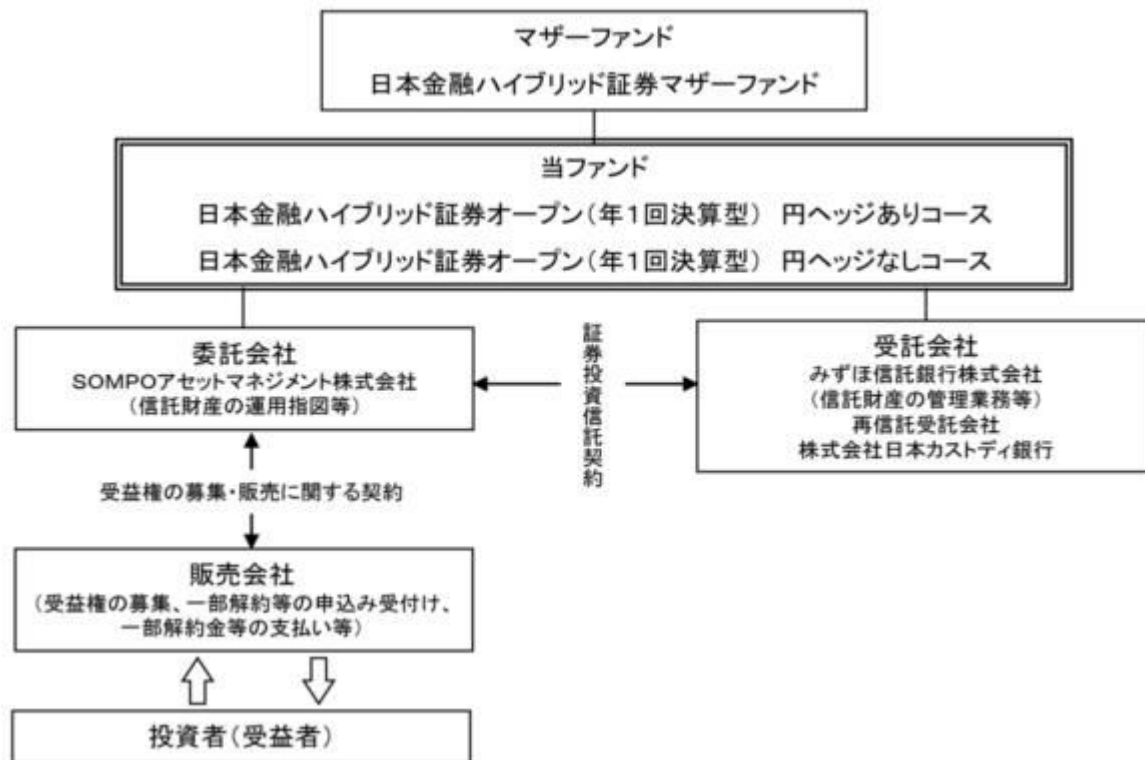 マザーファンド
日本金融ハイブリッド証券マザーファンド
当ファンド
日本金融ハイブリッド証券オープン(年1回決算型) 円ヘッジありコース
日本金融ハイブリッド証券オープン(年1回決算型) 円ヘッジなしコース
委託会社
SOMPOアセットマネジメント株式会社
(信託財産の運用指図等)
証券投資信託契約
受託会社
みずほ信託銀行株式会社
(信託財産の管理業務等)
再信託受託会社
株式会社日本カストディ銀行
受益権の募集・販売に関する契約
販売会社
(受益権の募集、一部解約等の申込み受付け、
一部解約金等の支払い等)
投資者(受益者)